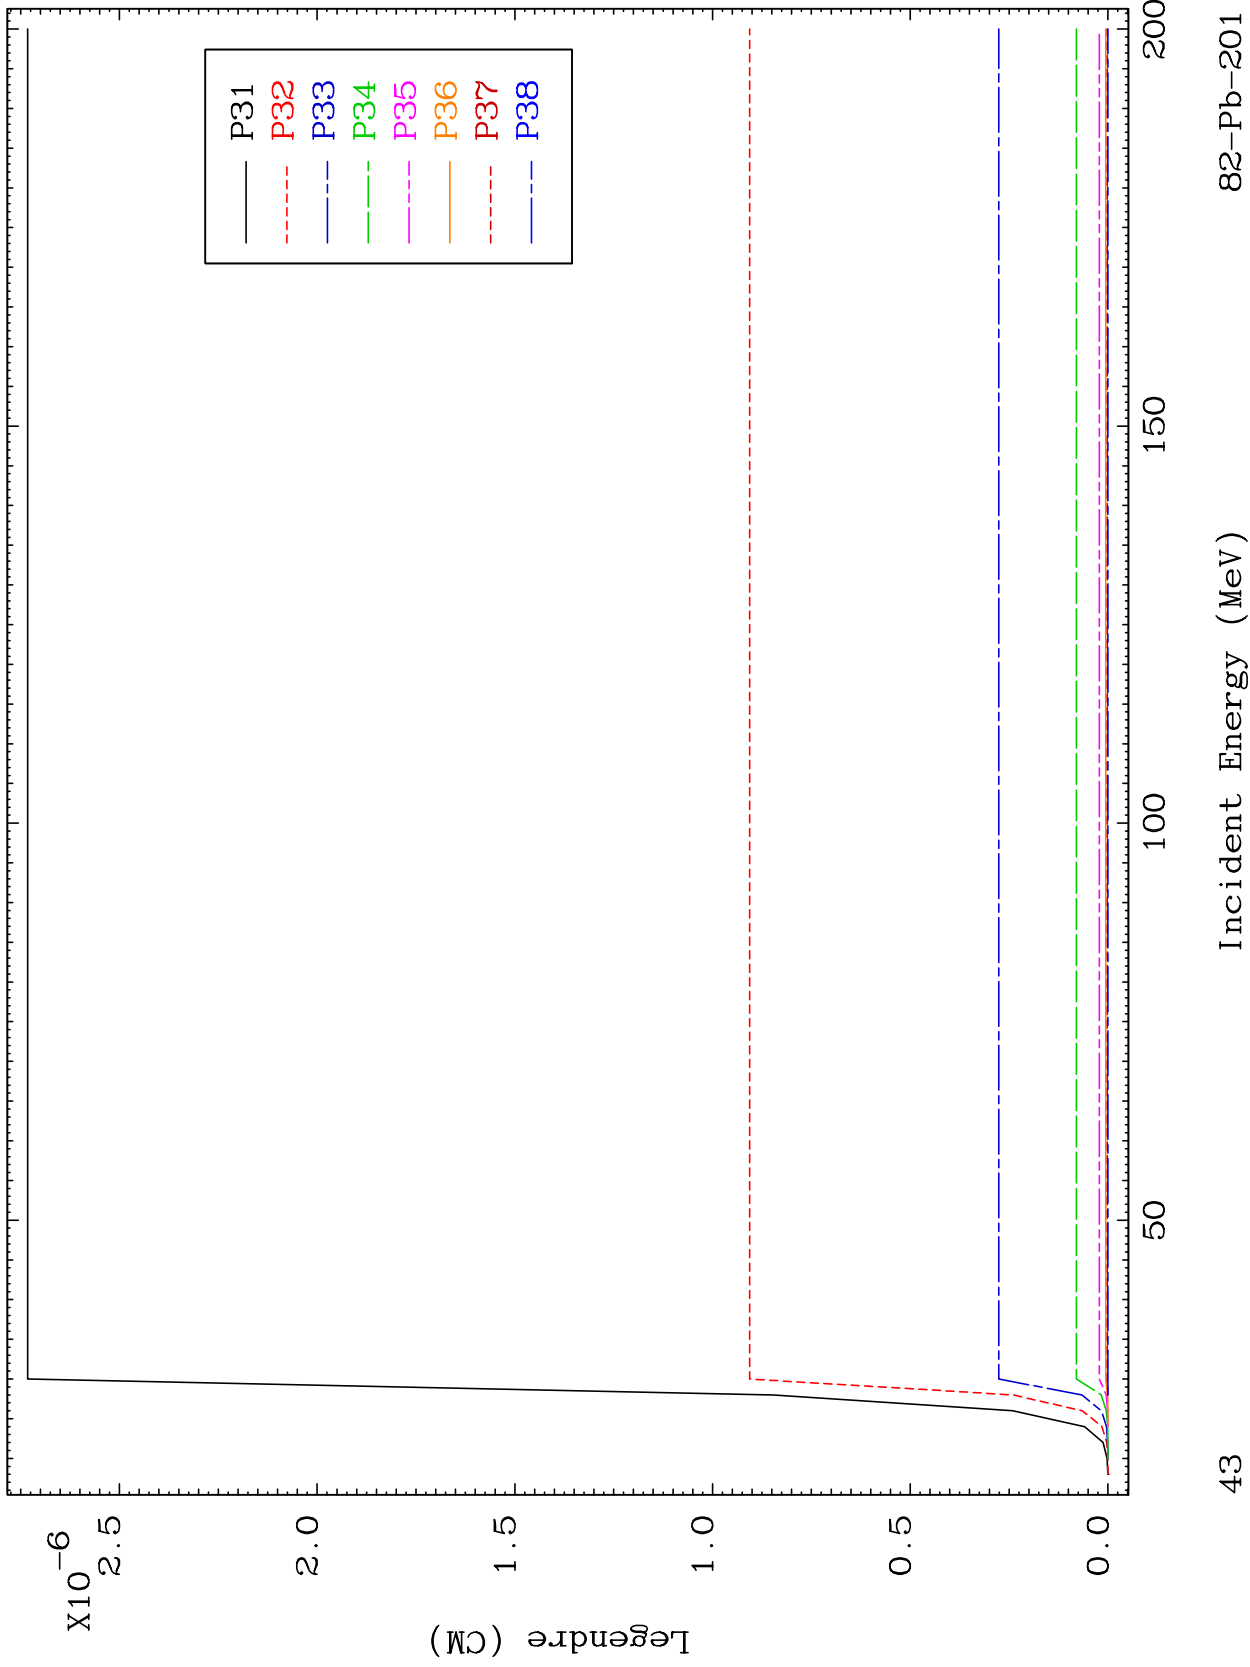 X10-6
2.5
2.0
1.5
1.0
0.5
0.0
Legendre (CM)
P31
P32
P33
P34
P35
P36
P37
P38
50
100
150
200
Incident Energy (MeV)
43
82-Pb-201